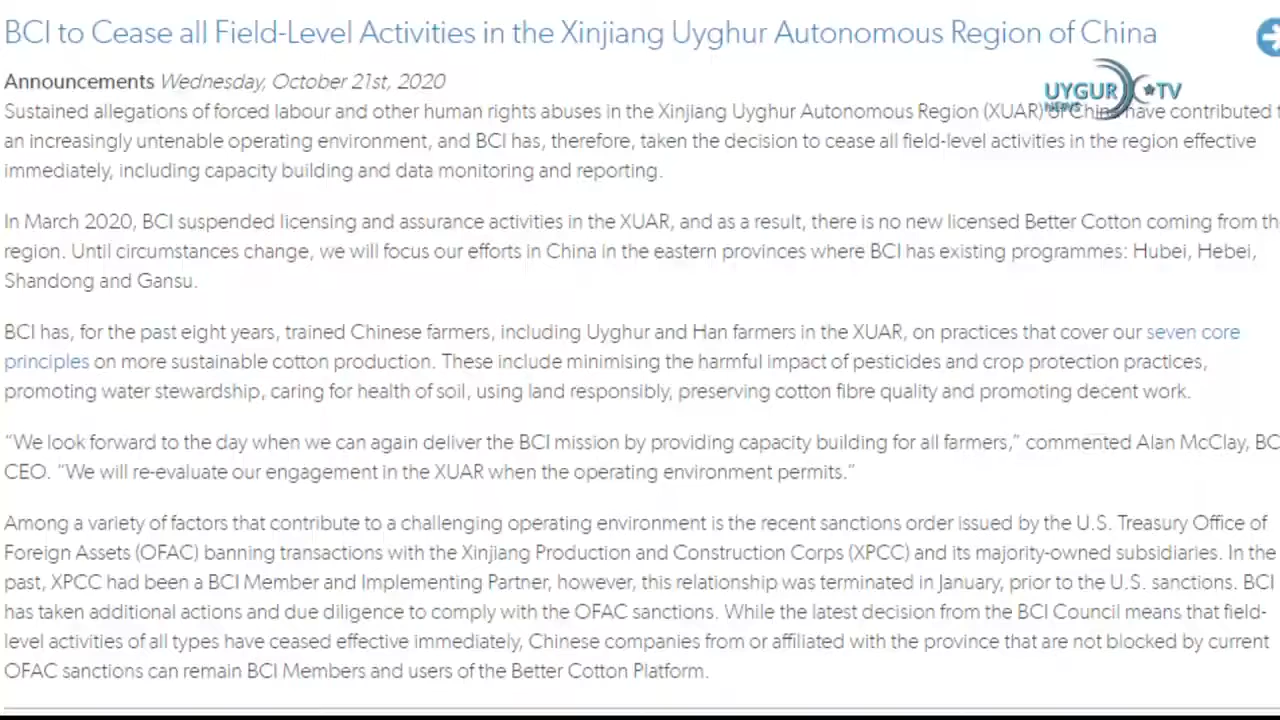 BCI to Cease all Field-Level Activities in the Xinjiang Uyghur Autonomous Region of China
Announcements Wednesday, October 21st, 2020
UYGUR TV
NEWS
Sustained allegations of forced labour and other human rights abuses in the Xinjiang Uyghur Autonomous Region (XUAR) of China have contributed t
an increasingly untenable operating environment, and BCI has, therefore, taken the decision to cease all field-level activities in the region effective
immediately, including capacity building and data monitoring and reporting.
In March 2020, BCI suspended licensing and assurance activities in the XUAR, and as a result, there is no new licensed Better Cotton coming from th
region. Until circumstances change, we will focus our efforts in China in the eastern provinces where BCI has existing programmes: Hubei, Hebei,
Shandong and Gansu.
BCI has, for the past eight years, trained Chinese farmers, including Uyghur and Han farmers in the XUAR, on practices that cover our seven core
principles on more sustainable cotton production. These include minimising the harmful impact of pesticides and crop protection practices,
promoting water stewardship, caring for health of soil, using land responsibly, preserving cotton fibre quality and promoting decent work.
“We look forward to the day when we can again deliver the BCI mission by providing capacity building for all farmers,” commented Alan McClay, BC
CEO. “We will re-evaluate our engagement in the XUAR when the operating environment permits.”
Among a variety of factors that contribute to a challenging operating environment is the recent sanctions order issued by the U.S. Treasury Office of
Foreign Assets (OFAC) banning transactions with the Xinjiang Production and Construction Corps (XPCC) and its majority-owned subsidiaries. In the
past, XPCC had been a BCI Member and Implementing Partner, however, this relationship was terminated in January, prior to the U.S. sanctions. BCI
has taken additional actions and due diligence to comply with the OFAC sanctions. While the latest decision from the BCI Council means that field-
level activities of all types have ceased effective immediately, Chinese companies from or affiliated with the province that are not blocked by current
OFAC sanctions can remain BCI Members and users of the Better Cotton Platform.